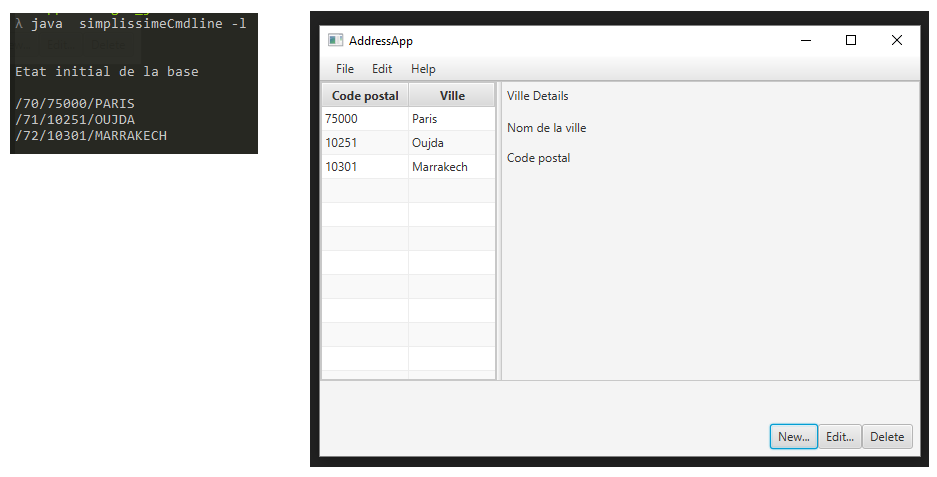 λ java  simplissimeCmdline -l
Etat initial de la base
/70/75000/PARIS
/71/10251/OUJDA
/72/10301/MARRAKECH
AddressApp
File Edit Help
Code postal Ville
75000 Paris
10251 Oujda
10301 Marrakech
Ville Details
Nom de la ville
Code postal
New... Edit... Delete